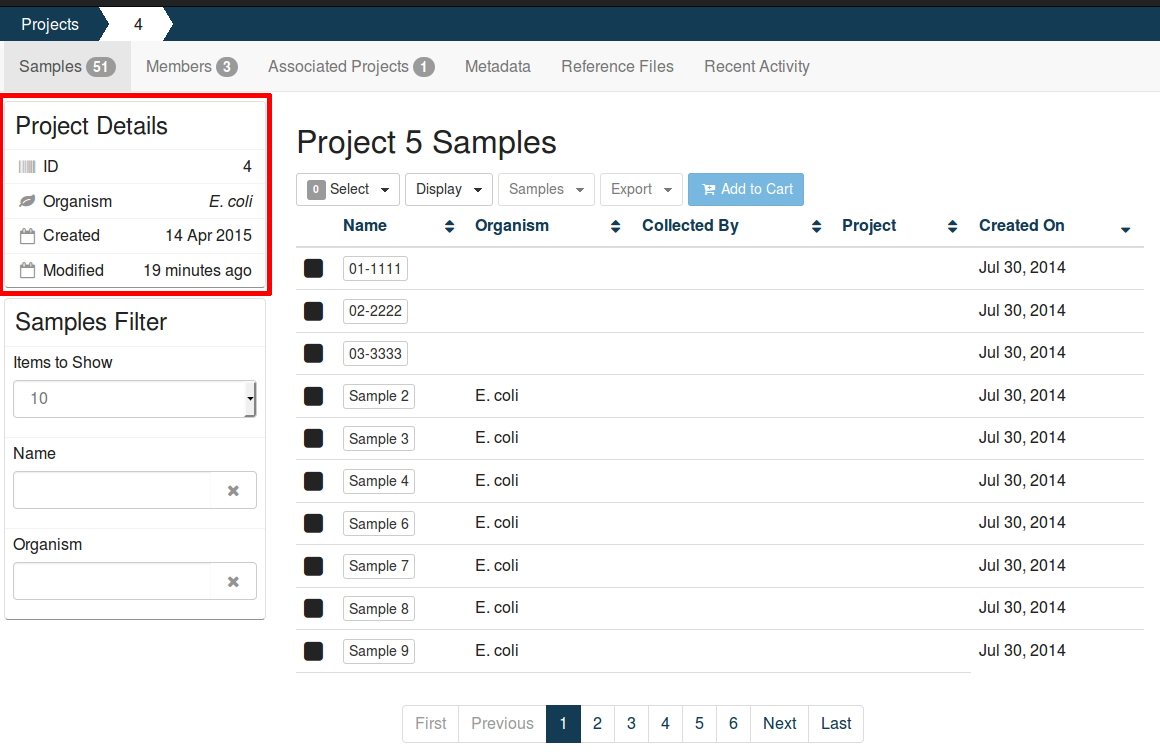 Projects 4
Samples 51 Members 3 Associated Projects 1 Metadata Reference Files Recent Activity
Project Details
ID 4
Organism E. coli
Created 14 Apr 2015
Modified 19 minutes ago
Samples Filter
Items to Show
10
Name
Organism
Project 5 Samples
0 Select Display Samples Export Add to Cart
Name Organism Collected By Project Created On
01-1111 Jul 30, 2014
02-2222 Jul 30, 2014
03-3333 Jul 30, 2014
Sample 2 E. coli Jul 30, 2014
Sample 3 E. coli Jul 30, 2014
Sample 4 E. coli Jul 30, 2014
Sample 6 E. coli Jul 30, 2014
Sample 7 E. coli Jul 30, 2014
Sample 8 E. coli Jul 30, 2014
Sample 9 E. coli Jul 30, 2014
First Previous 1 2 3 4 5 6 Next Last